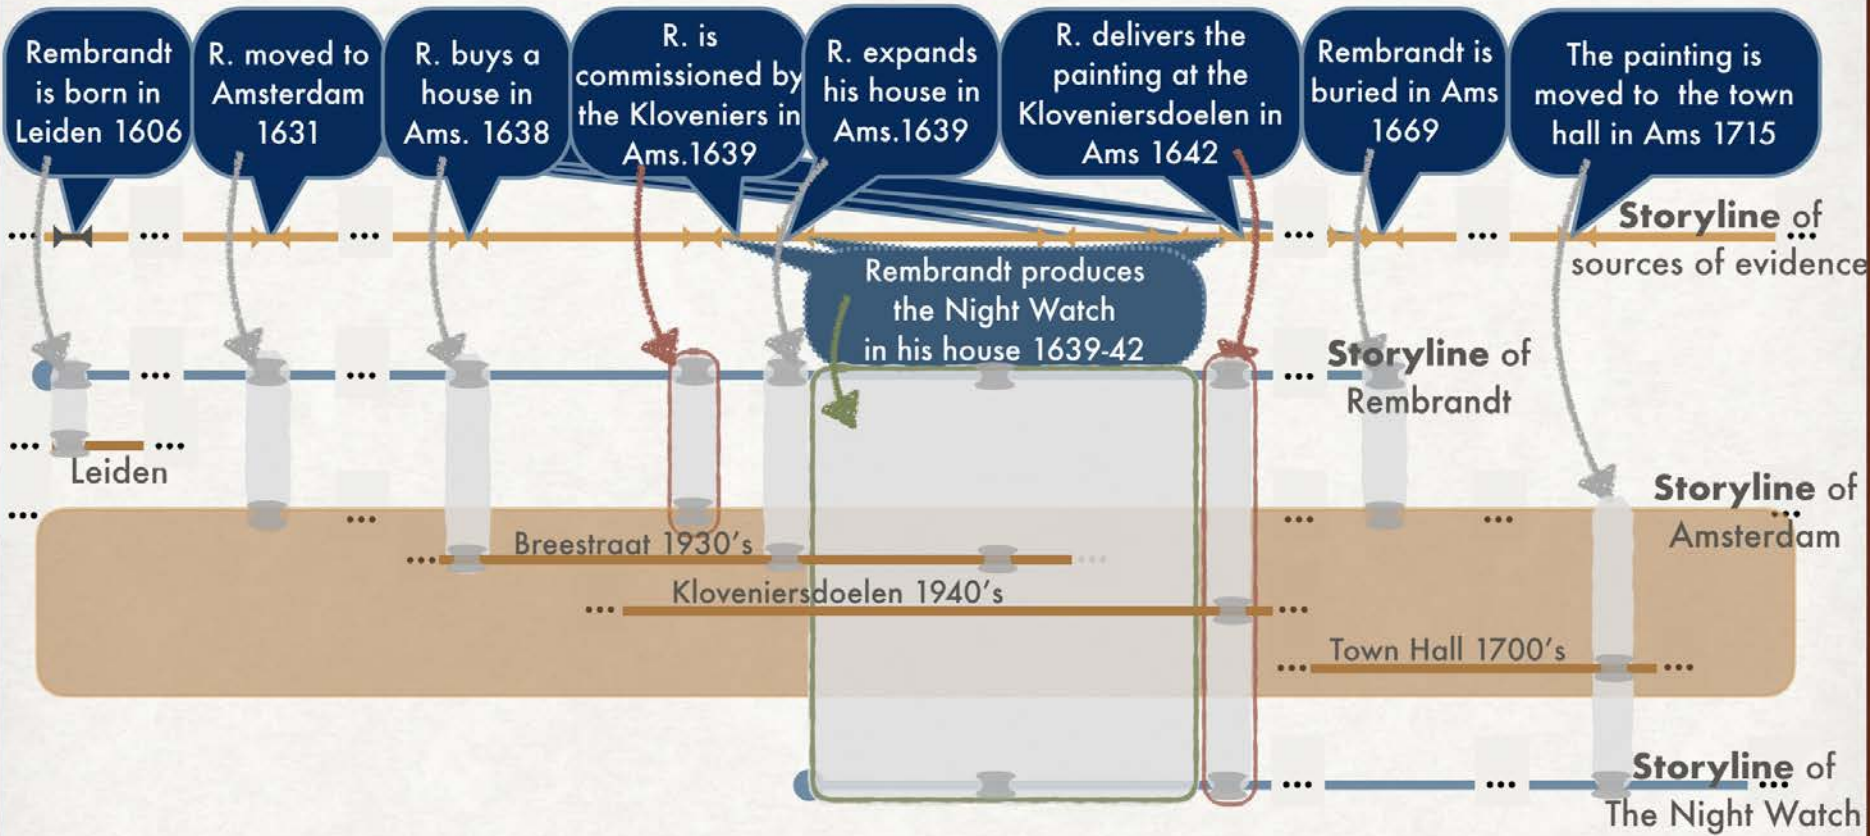 Rembrandt
is born in
Leiden 1606
R. moved to
Amsterdam
1631
R. buys a
house in
Ams. 1638
R. is
commissioned by
the Kloveniers in
Ams.1639
R. expands
his house in
Ams.1639
R. delivers the
painting at the
Kloveniersdoelen in
Ams 1642
Rembrandt is
buried in Ams
1669
The painting is
moved to the town
hall in Ams 1715
Storyline of
sources of evidence
Rembrandt produces
the Night Watch
in his house 1639-42
Storyline of
Rembrandt
Leiden
Storyline of
Amsterdam
Breestraat 1930's
Kloveniersdoelen 1940's
Town Hall 1700's
Storyline of
The Night Watch